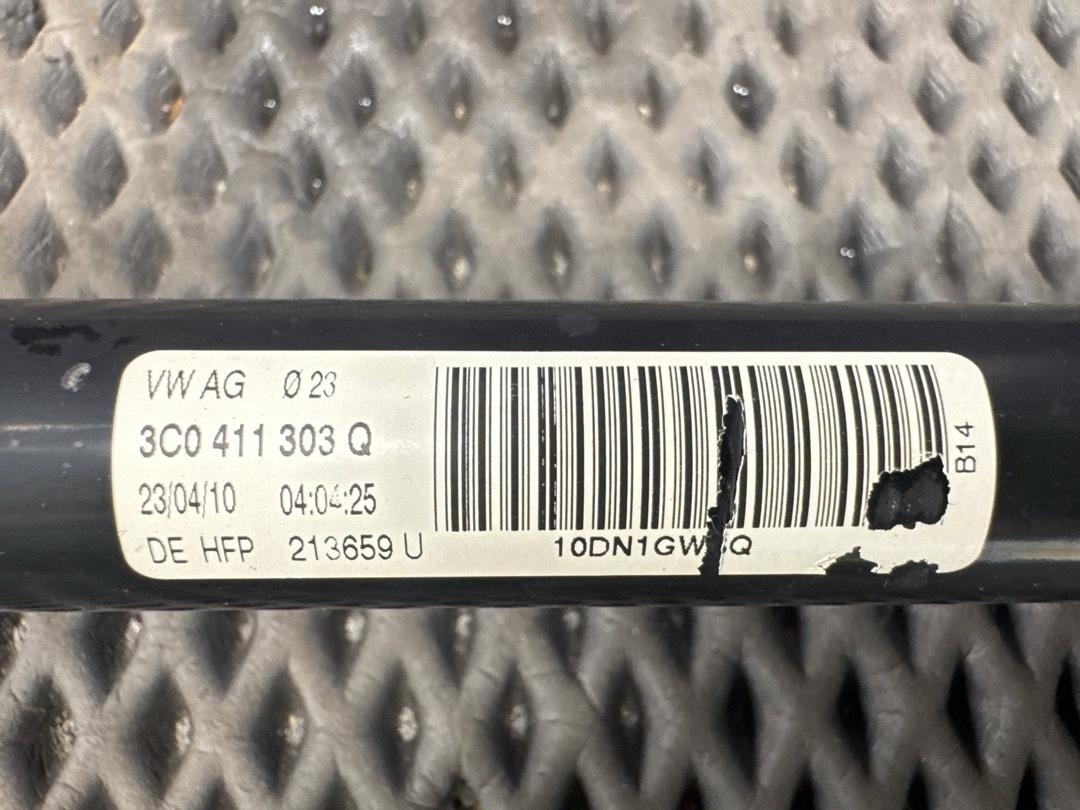 VW AG Ø 23
3C0 411 303 Q
23/04/10 04:04:25
DE HFP 213659 U
B14